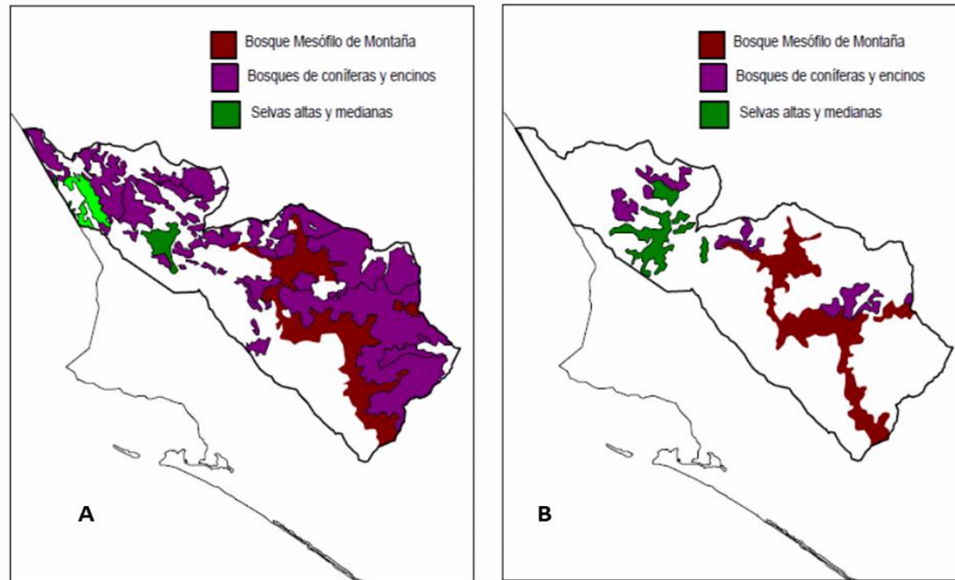 Bosque Mesófilo de Montaña
Bosques de coníferas y encinos
Selvas altas y medianas
A
Bosque Mesófilo de Montaña
Bosques de coníferas y encinos
Selvas altas y medianas
B